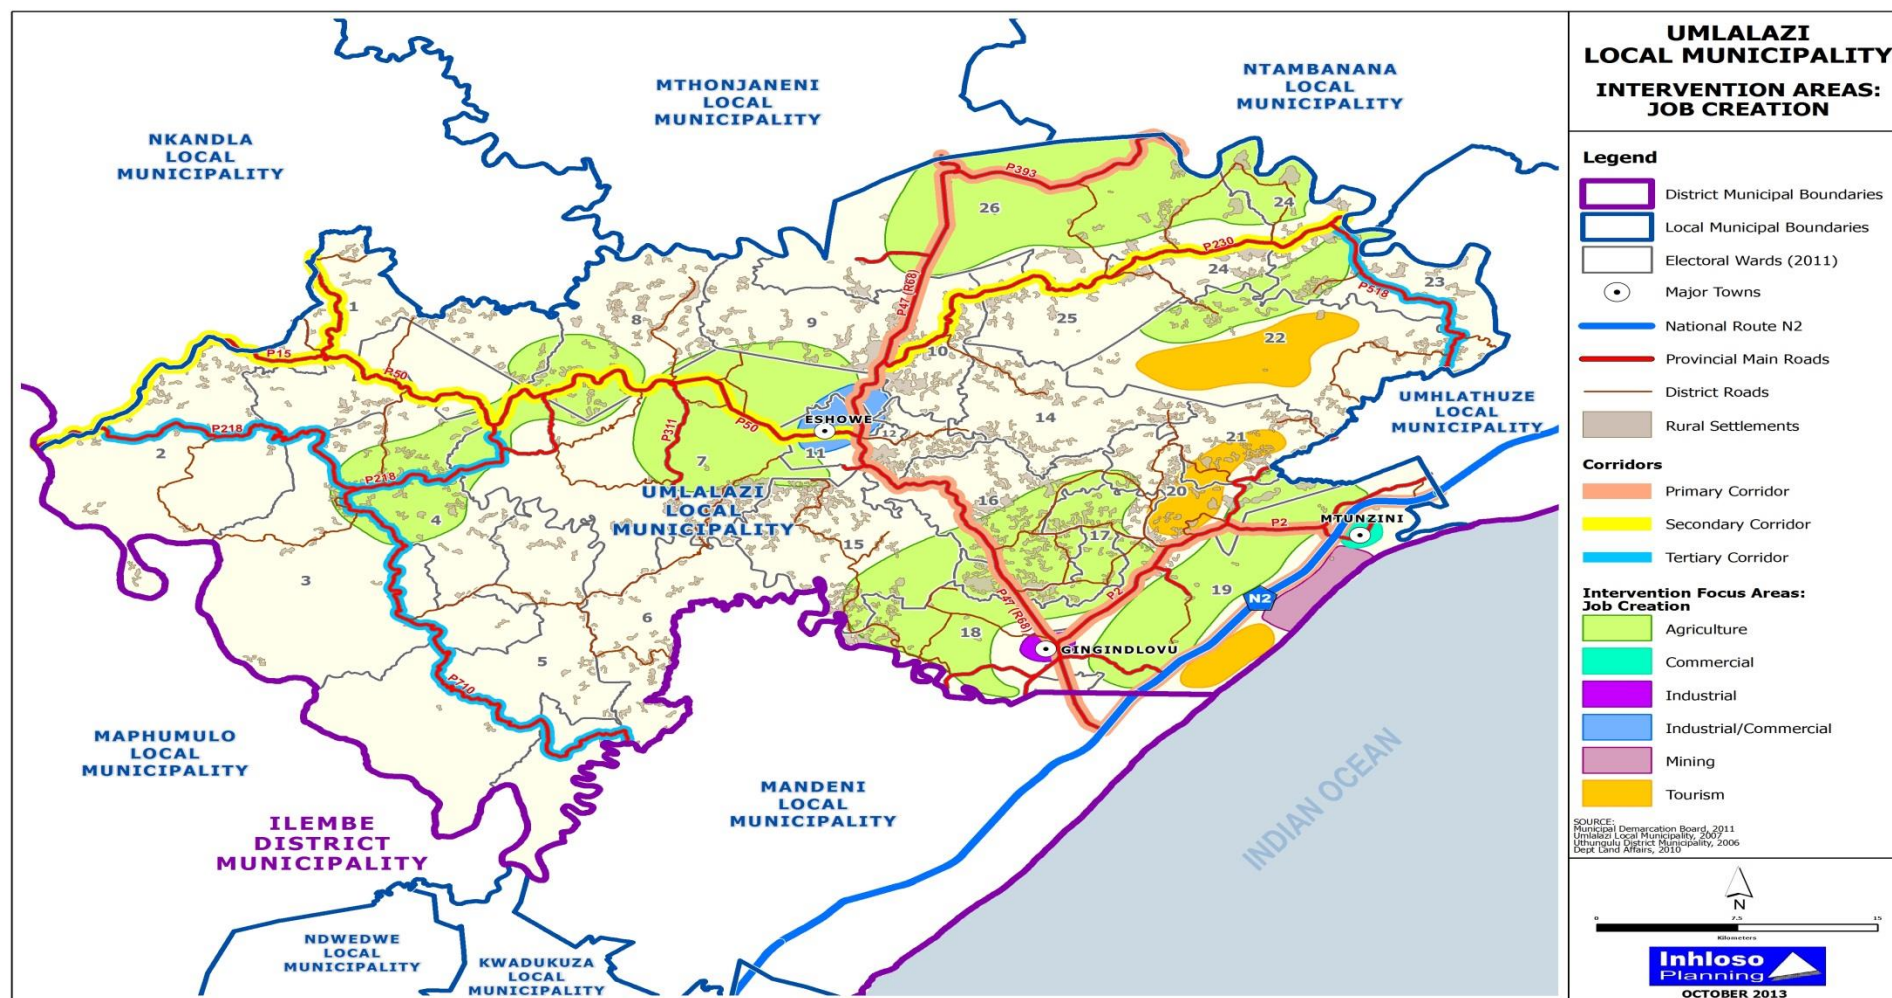 UMLALAZI
LOCAL MUNICIPALITY
INTERVENTION AREAS:
JOB CREATION
Legend
District Municipal Boundaries
Local Municipal Boundaries
Electoral Wards (2011)
Major Towns
National Route N2
Provincial Main Roads
District Roads
Rural Settlements
Corridors
Primary Corridor
Secondary Corridor
Tertiary Corridor
Intervention Focus Areas:
Job Creation
Agriculture
Commercial
Industrial
Industrial/Commercial
Mining
Tourism
SOURCE:
Municipal Demarcation Board, 2011
Umlalazi Local Municipality, 2007
Uthungulu District Municipality, 2006
Dept Land Affairs, 2010
N
0
7.5
15
Kilometers
Inhloso
Planning
OCTOBER 2013
NKANDLA
LOCAL
MUNICIPALITY
MTHONJANENI
LOCAL
MUNICIPALITY
NTAMBANANA
LOCAL
MUNICIPALITY
UMHLATHUZE
LOCAL
MUNICIPALITY
UMLALAZI
LOCAL
MUNICIPALITY
MAPHUMULO
LOCAL
MUNICIPALITY
ILEMBE
DISTRICT
MUNICIPALITY
MANDENI
LOCAL
MUNICIPALITY
NDWEDWE
LOCAL
MUNICIPALITY
KWADUKUZA
LOCAL
MUNICIPALITY
INDIAN OCEAN
ESHOWE
MTUNZINI
GINGINDLOVU
N2
P393
P47 (R68)
P230
P518
P15
P50
P50
P311
P218
P218
P710
P47 (R68)
P2
P2
1
2
3
4
5
6
7
8
9
10
11
12
14
15
16
17
18
19
20
21
22
23
24
24
25
26